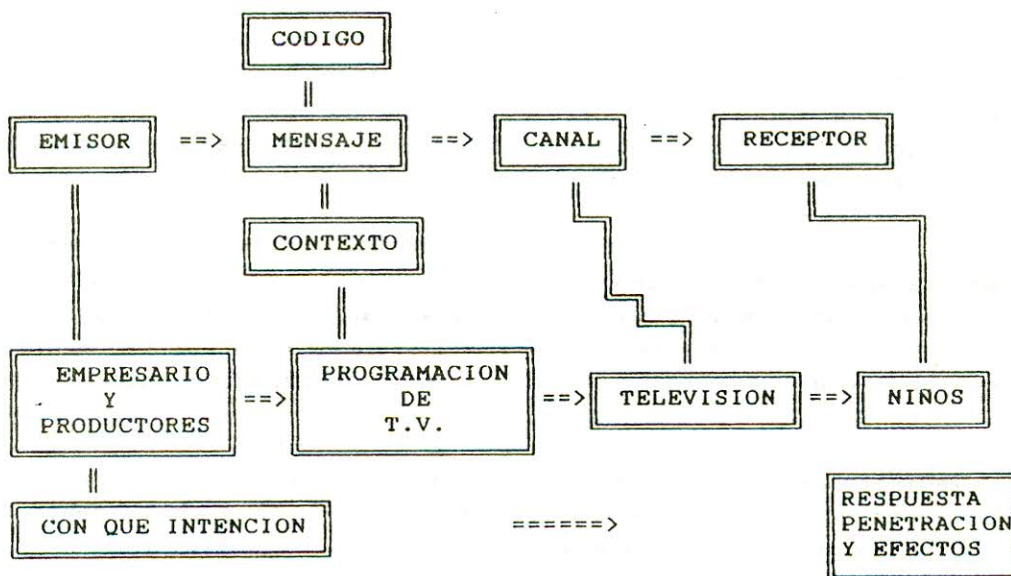 CODIGO
EMISOR ==> MENSAJE ==> CANAL ==> RECEPTOR
CONTEXTO
EMPRESARIO
Y
PRODUCTORES
==>
PROGRAMACION
DE
T.V.
==> TELEVISION ==> NIÑOS
CON QUE INTENCION ======>
RESPUESTA
PENETRACION
Y EFECTOS